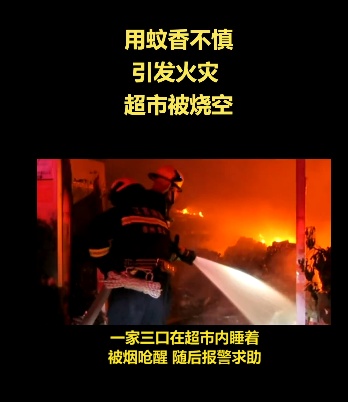 用蚊香不慎
引发火灾
超市被烧空
一家三口在超市内睡着
被烟呛醒 随后报警求助